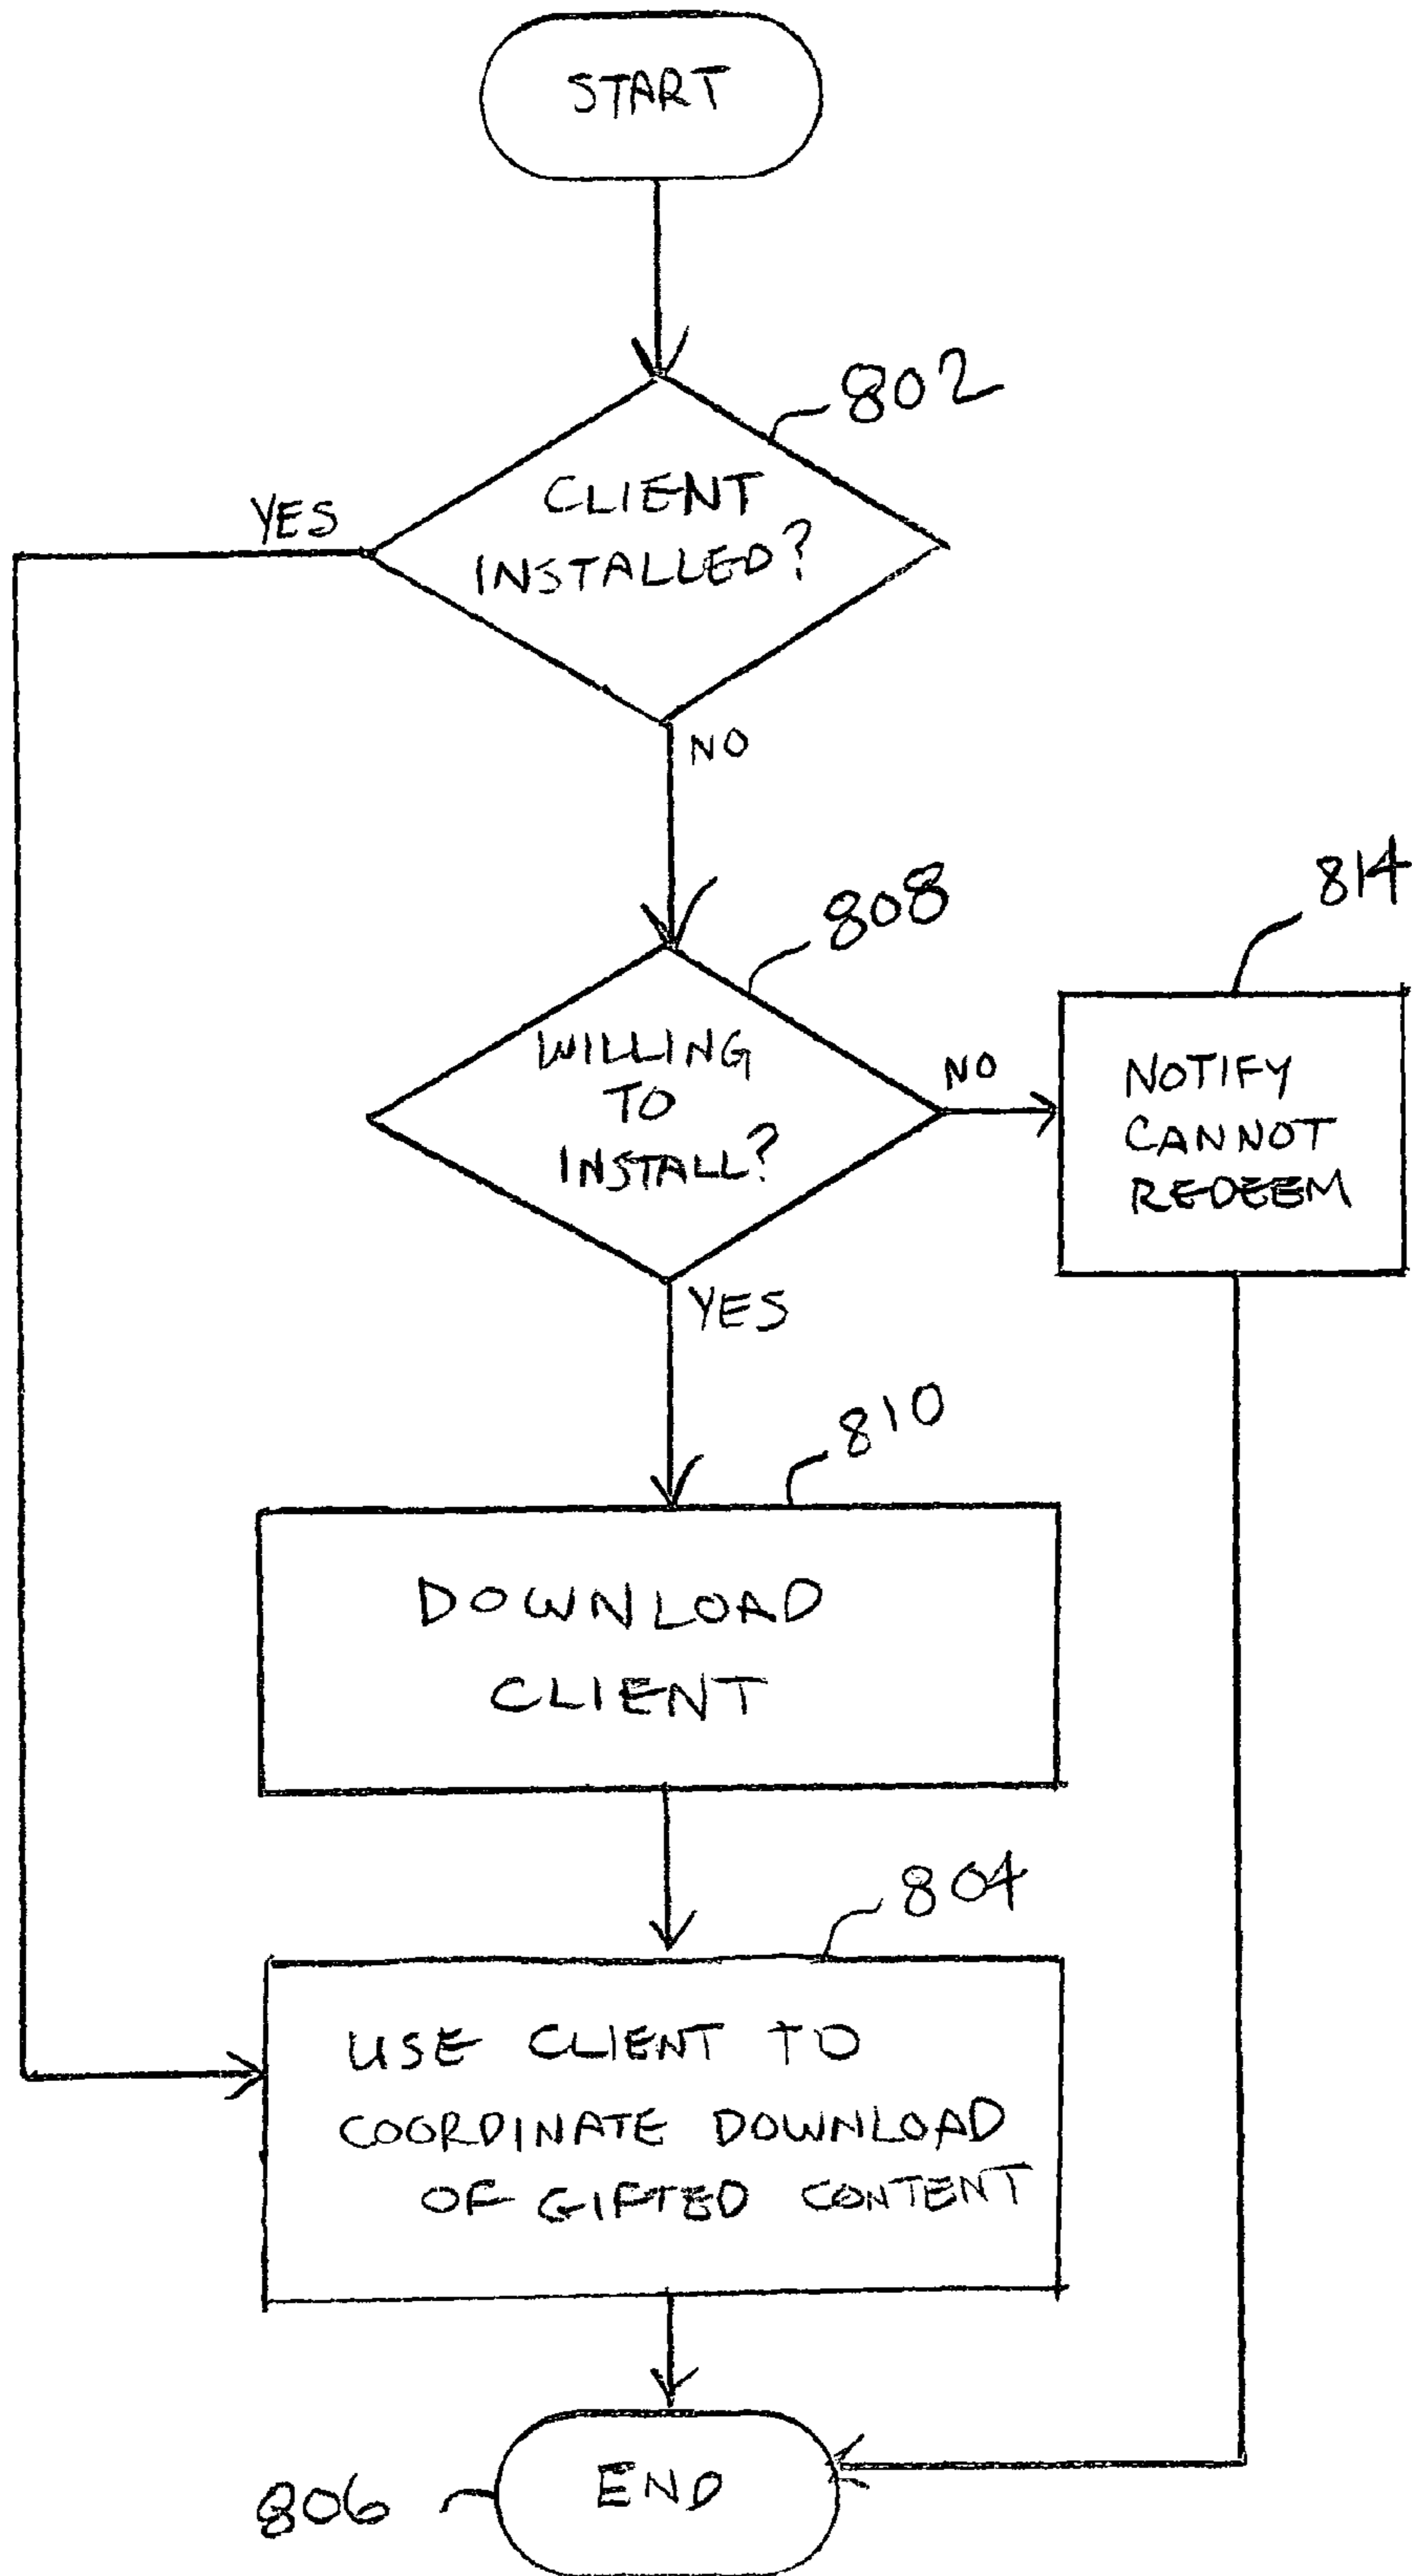 START
802
CLIENT
INSTALLED?
YES
NO
808
814
WILLING
TO
INSTALL?
NO
NOTIFY
CANNOT
REDEEM
YES
810
DOWNLOAD
CLIENT
804
USE CLIENT TO
COORDINATE DOWNLOAD
OF GIFTED CONTENT
806
END